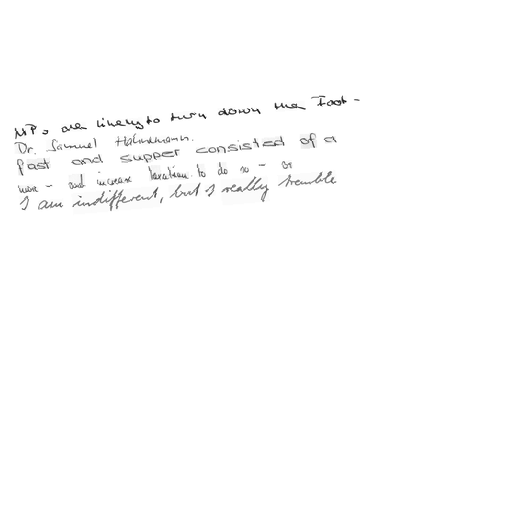 MPs are likely to turn down the Foot -
Dr. Samuel Hahnemann.
fast and supper consisted of a
more - and increase taxation to do so - or
I am indifferent, but I really tremble